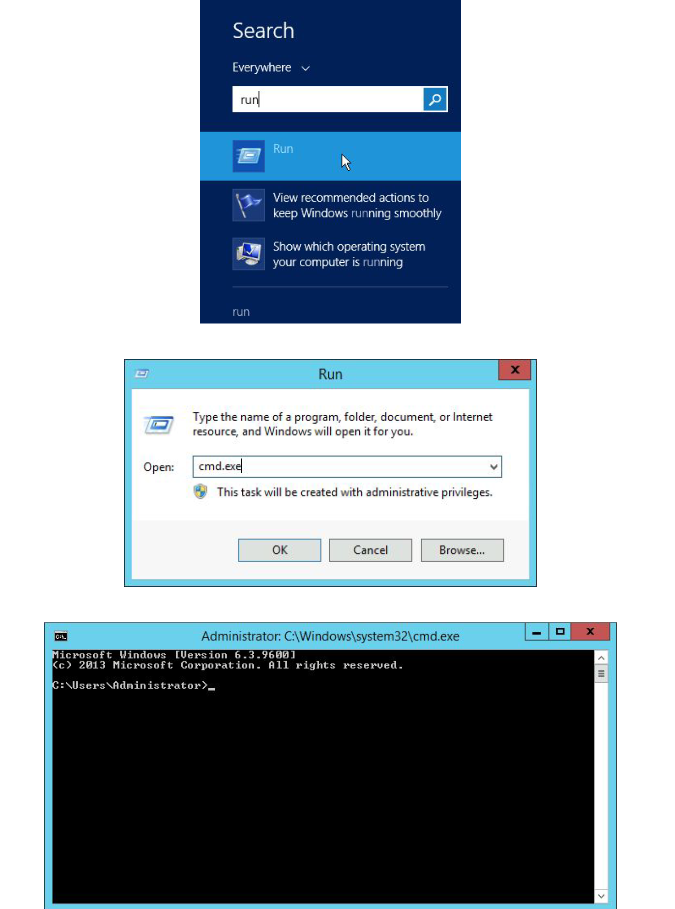 Search
Everywhere
run
Run
View recommended actions to
keep Windows running smoothly
Show which operating system
your computer is running
run
Run
x
Type the name of a program, folder, document, or Internet
resource, and Windows will open it for you.
Open: cmd.exe
This task will be created with administrative privileges.
OK Cancel Browse...
C:\ Administrator: C:\Windows\system32\cmd.exe x
Microsoft Windows [Version 6.3.9600]
(c) 2013 Microsoft Corporation. All rights reserved.
C:\Users\Administrator>_